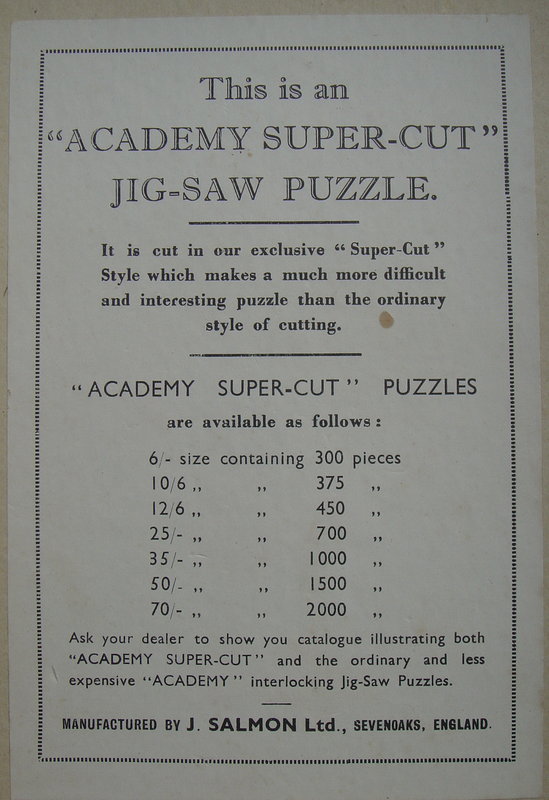 This is an
“ACADEMY SUPER-CUT”
JIG-SAW PUZZLE.
It is cut in our exclusive “Super-Cut”
Style which makes a much more difficult
and interesting puzzle than the ordinary
style of cutting.
“ACADEMY SUPER-CUT” PUZZLES
are available as follows :
6/- size containing 300 pieces
10/6 ,, ,, 375 ,,
12/6 ,, ,, 450 ,,
25/- ,, ,, 700 ,,
35/- ,, ,, 1000 ,,
50/- ,, ,, 1500 ,,
70/- ,, ,, 2000 ,,
Ask your dealer to show you catalogue illustrating both
“ACADEMY SUPER-CUT” and the ordinary and less
expensive “ACADEMY” interlocking Jig-Saw Puzzles.
MANUFACTURED BY J. SALMON Ltd., SEVENOAKS, ENGLAND.